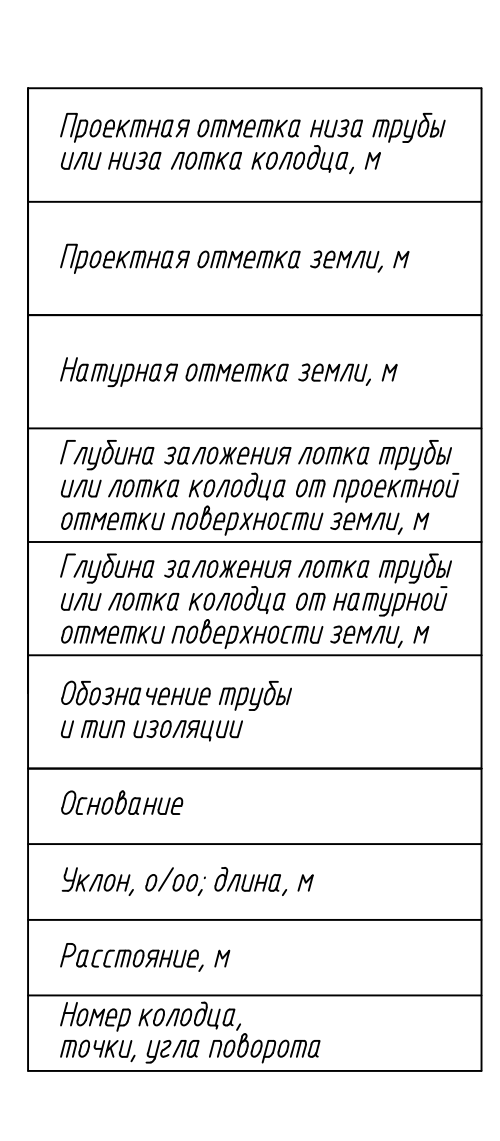 Проектная отметка низа трубы
или низа лотка колодца, м
Проектная отметка земли, м
Натурная отметка земли, м
Глубина заложения лотка трубы
или лотка колодца от проектной
отметки поверхности земли, м
Глубина заложения лотка трубы
или лотка колодца от натурной
отметки поверхности земли, м
Обозначение трубы
и тип изоляции
Основание
Уклон, о/оо; длина, м
Расстояние, м
Номер колодца,
точки, угла поворота